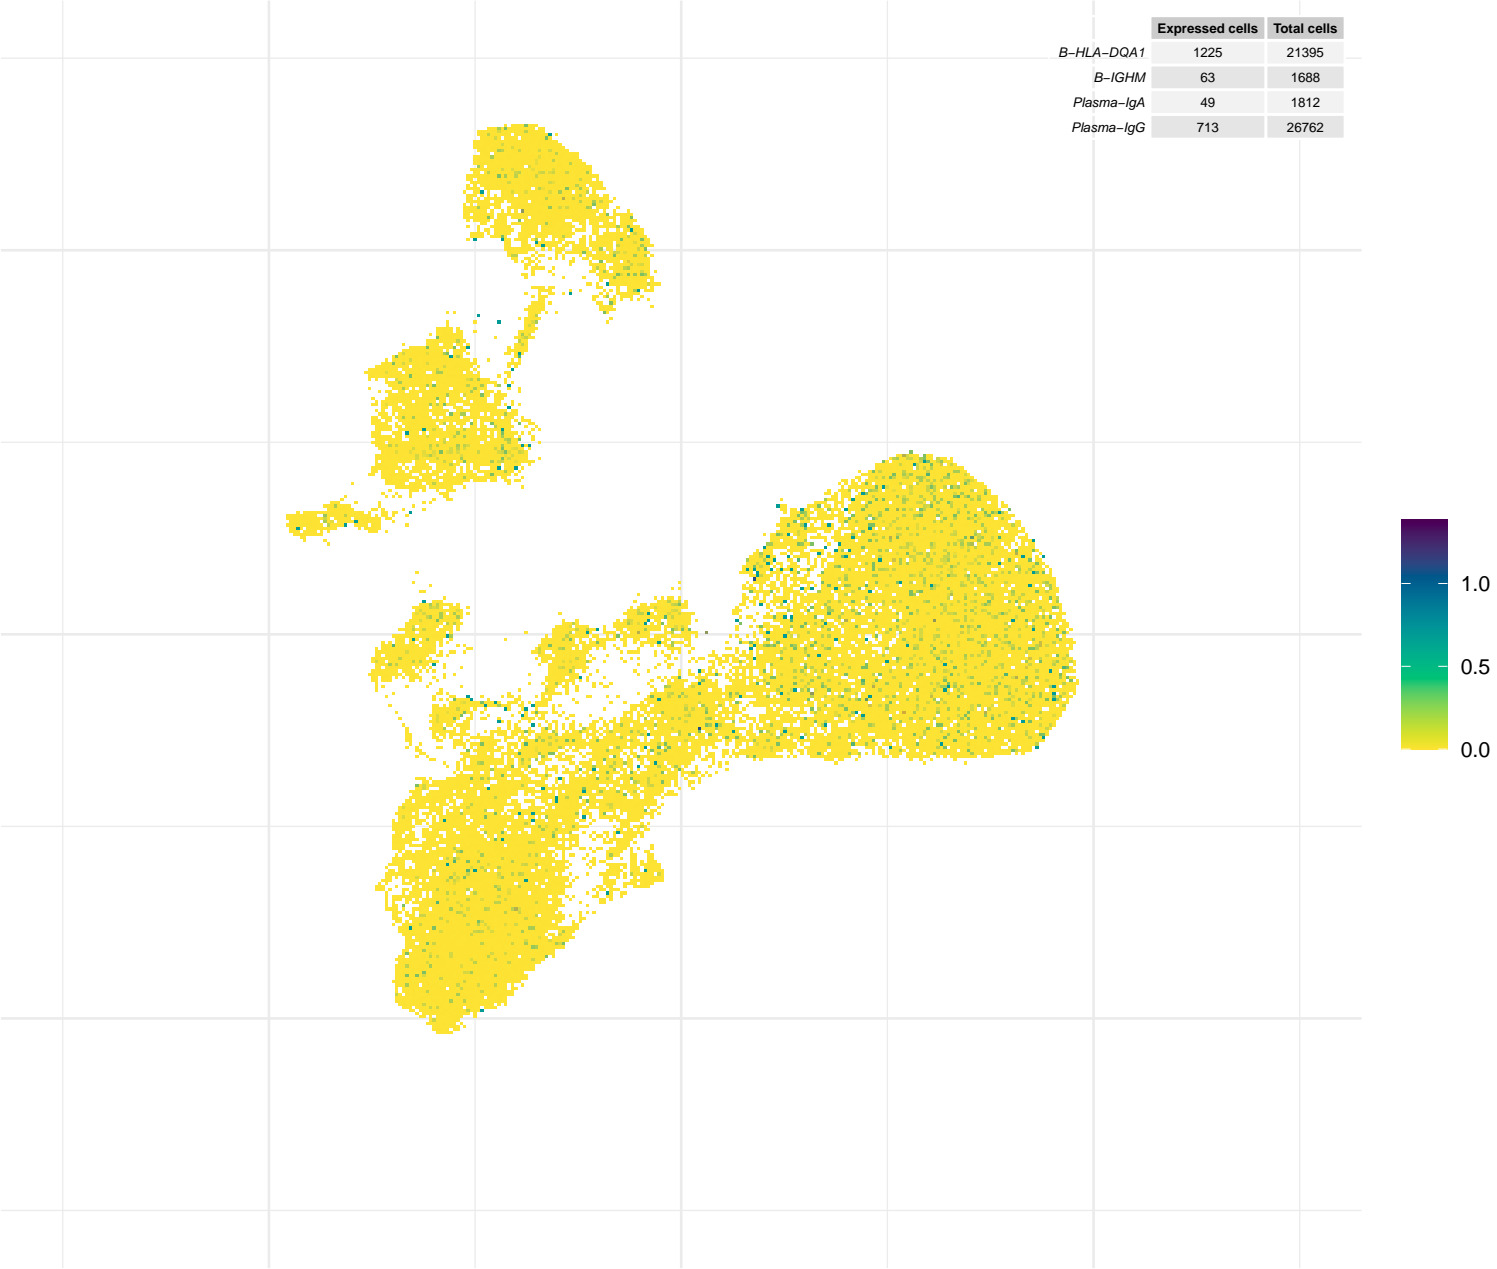 Expressed cells Total cells
B−HLA−DQA1 1225 21395
B−IGHM 63 1688
Plasma−IgA 49 1812
Plasma−IgG 713 26762
1.0
0.5
0.0